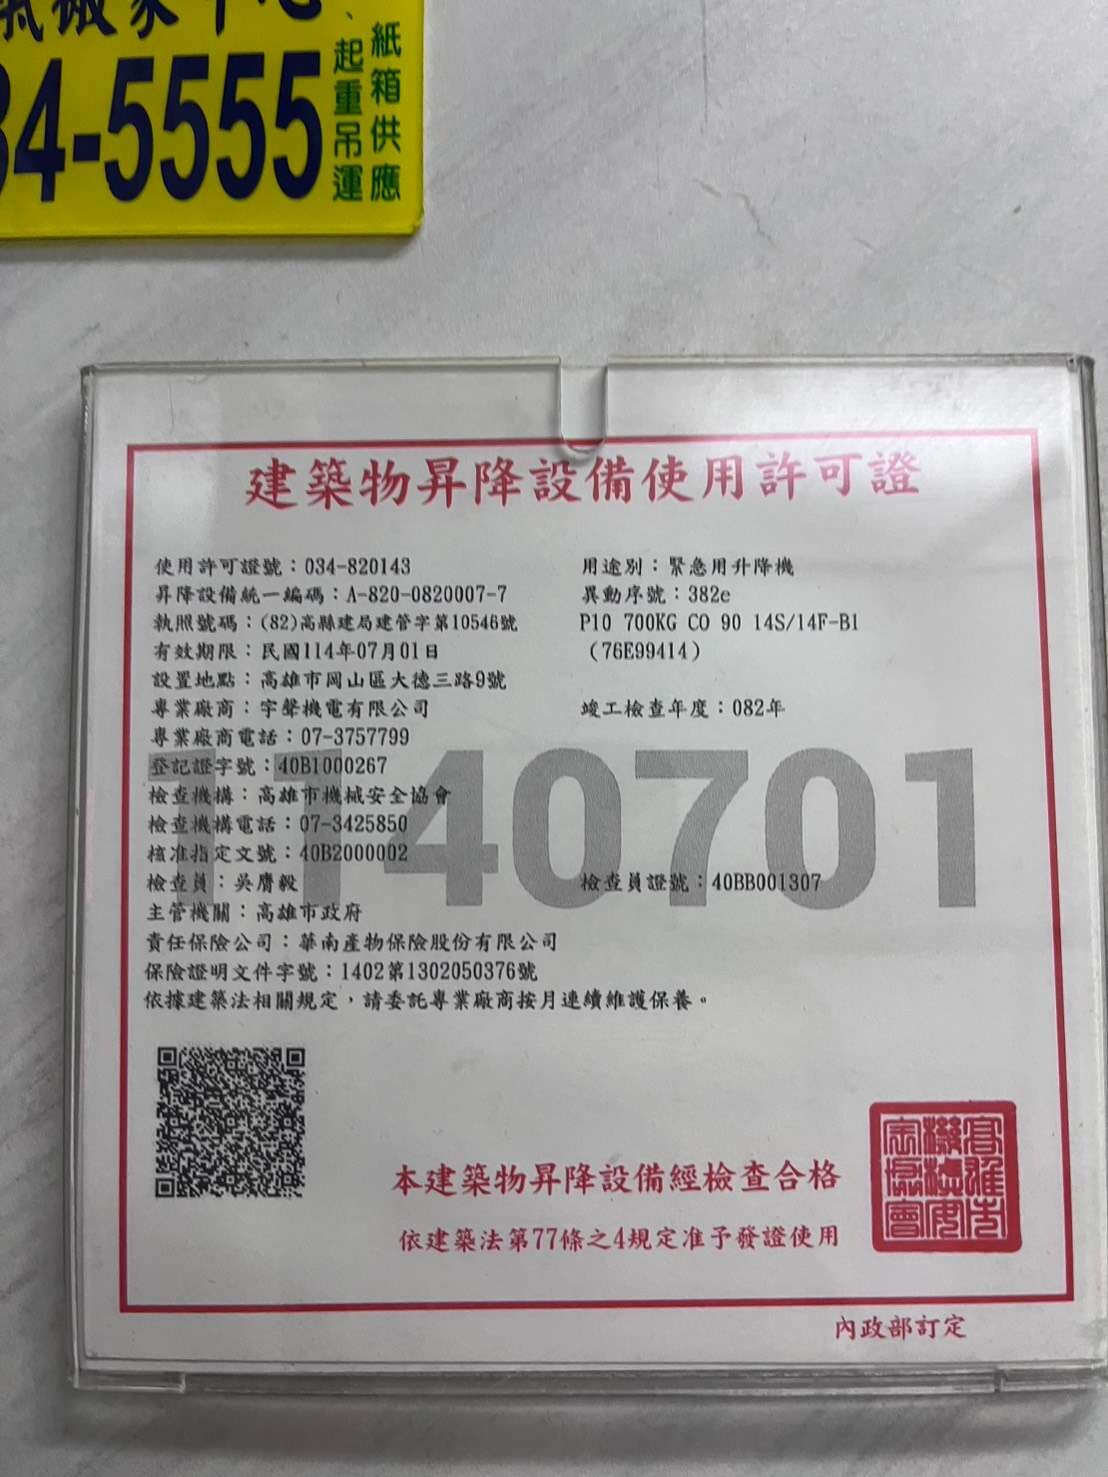 34-5555
、起重吊運
紙箱供應
建築物昇降設備使用許可證
使用許可證號：034-820143
用途別：緊急用升降機
昇降設備統一編碼：A-820-0820007-7
異動序號：382e
執照號碼：(82)高縣建局建管字第10546號
P10 700KG CO 90 14S/14F-B1
有效期限：民國114年07月01日
(76E99414)
設置地點：高雄市岡山區大德三路9號
專業廠商：宇聲機電有限公司
竣工檢查年度：082年
專業廠商電話：07-3757799
登記證字號：40B1000267
1140701
檢查機構：高雄市機械安全協會
檢查機構電話：07-3425850
核准指定文號：40B2000002
檢查員：吳膺毅
檢查員證號：40BB001307
主管機關：高雄市政府
責任保險公司：華南產物保險股份有限公司
保險證明文件字號：1402第1302050376號
依據建築法相關規定，請委託專業廠商按月連續維護保養。
本建築物昇降設備經檢查合格
依建築法第77條之4規定准予發證使用
高雄市機械安全協會
內政部訂定